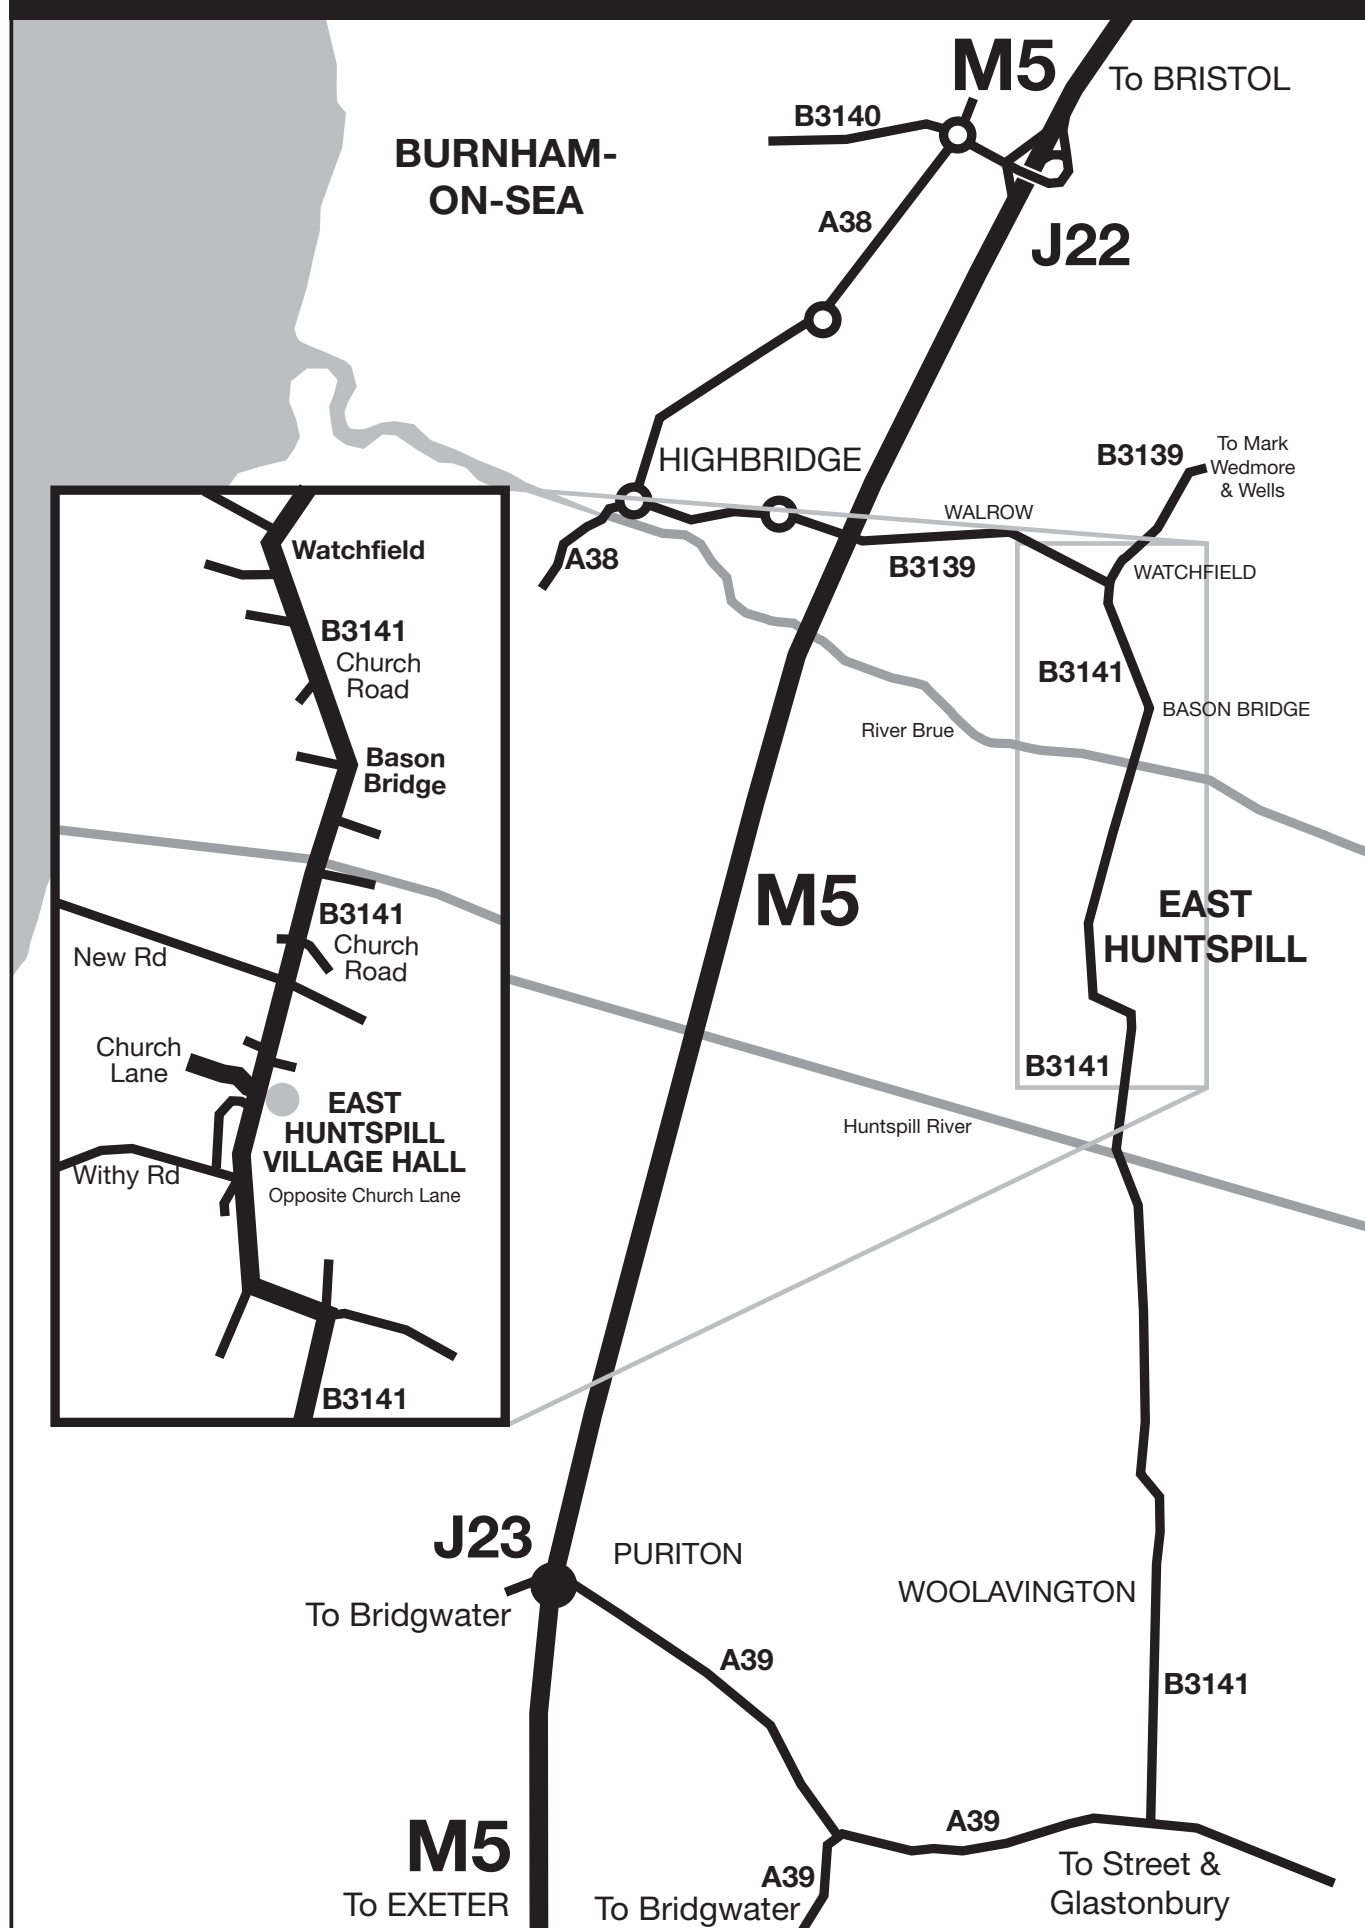 M5
To BRISTOL
B3140
BURNHAM-
ON-SEA
A38
J22
HIGHBRIDGE
B3139
To Mark
Wedmore
& Wells
WALROW
A38
B3139
WATCHFIELD
B3141
BASON BRIDGE
River Brue
M5
EAST
HUNTSPILL
B3141
Huntspill River
Watchfield
B3141
Church
Road
Bason
Bridge
B3141
Church
Road
New Rd
Church
Lane
EAST
HUNTSPILL
VILLAGE HALL
Opposite Church Lane
Withy Rd
B3141
J23
PURITON
To Bridgwater
WOOLAVINGTON
A39
B3141
M5
To EXETER
A39
A39
To Bridgwater
To Street &
Glastonbury